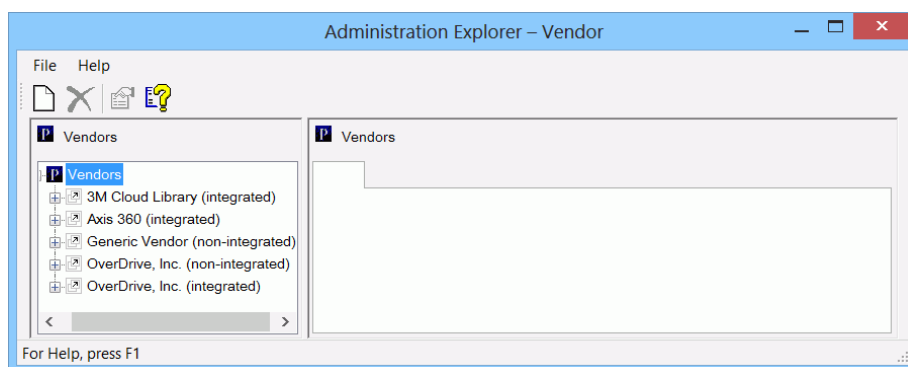 Administration Explorer – Vendor
File Help
P Vendors
P Vendors
P Vendors
3M Cloud Library (integrated)
Axis 360 (integrated)
Generic Vendor (non-integrated)
OverDrive, Inc. (non-integrated)
OverDrive, Inc. (integrated)
For Help, press F1